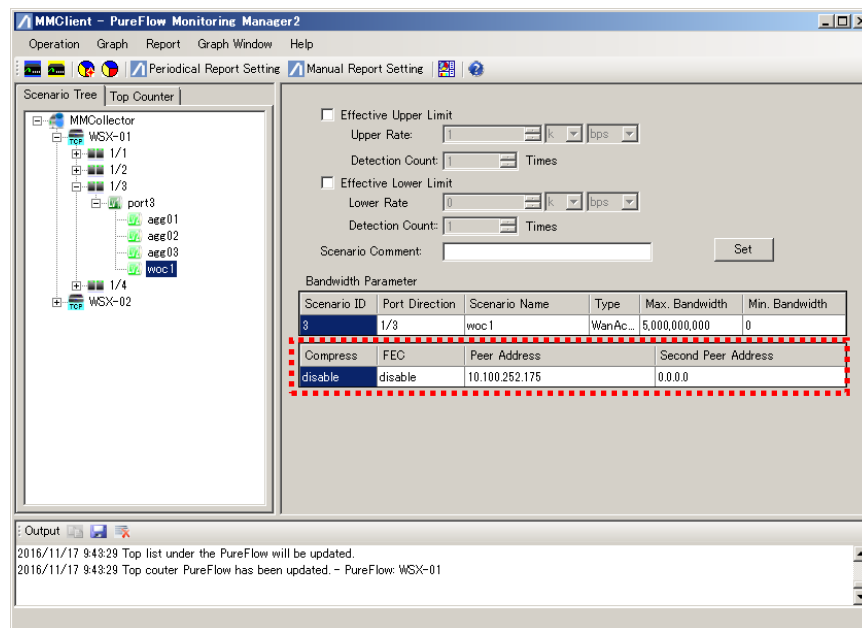 MMClient - PureFlow Monitoring Manager2
Operation Graph Report Graph Window Help
Periodical Report Setting Manual Report Setting
Scenario Tree Top Counter
MMCollector
TCP WSX-01
1/1
1/2
1/3
port3
agg01
agg02
agg03
woc1
1/4
TCP WSX-02
Effective Upper Limit
Upper Rate: 1 k bps
Detection Count: 1 Times
Effective Lower Limit
Lower Rate 0 k bps
Detection Count: 1 Times
Scenario Comment: Set
Bandwidth Parameter
Scenario ID Port Direction Scenario Name Type Max. Bandwidth Min. Bandwidth
3 1/3 woc1 WanAc... 5,000,000,000 0
Compress FEC Peer Address Second Peer Address
disable disable 10.100.252.175 0.0.0.0
Output
2016/11/17 9:43:29 Top list under the PureFlow will be updated.
2016/11/17 9:43:29 Top couter PureFlow has been updated. - PureFlow: WSX-01